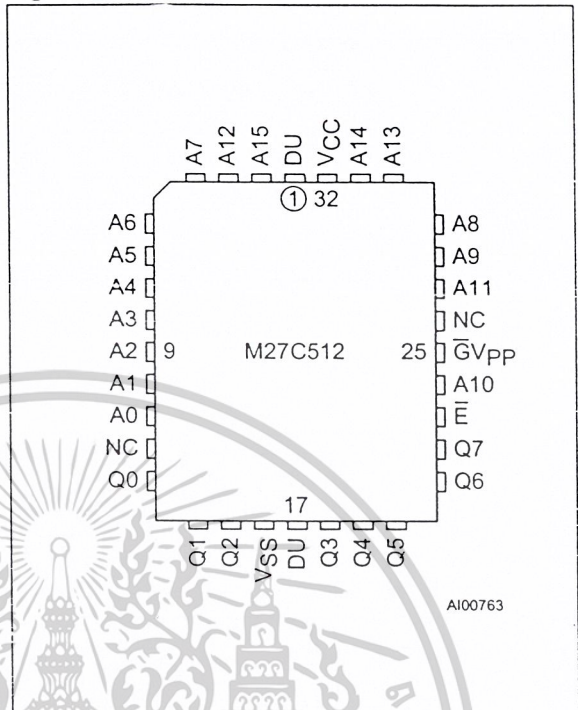 A7 A12 A15 DU VCC A14 A13
1 32
A6 A8
A5 A9
A4 A11
A3 NC
A2 9 M27C512 25 G̅VPP
A1 A10
A0 E̅
NC Q7
Q0 Q6
17
Q1 Q2 VSS DU Q3 Q4 Q5
AI00763